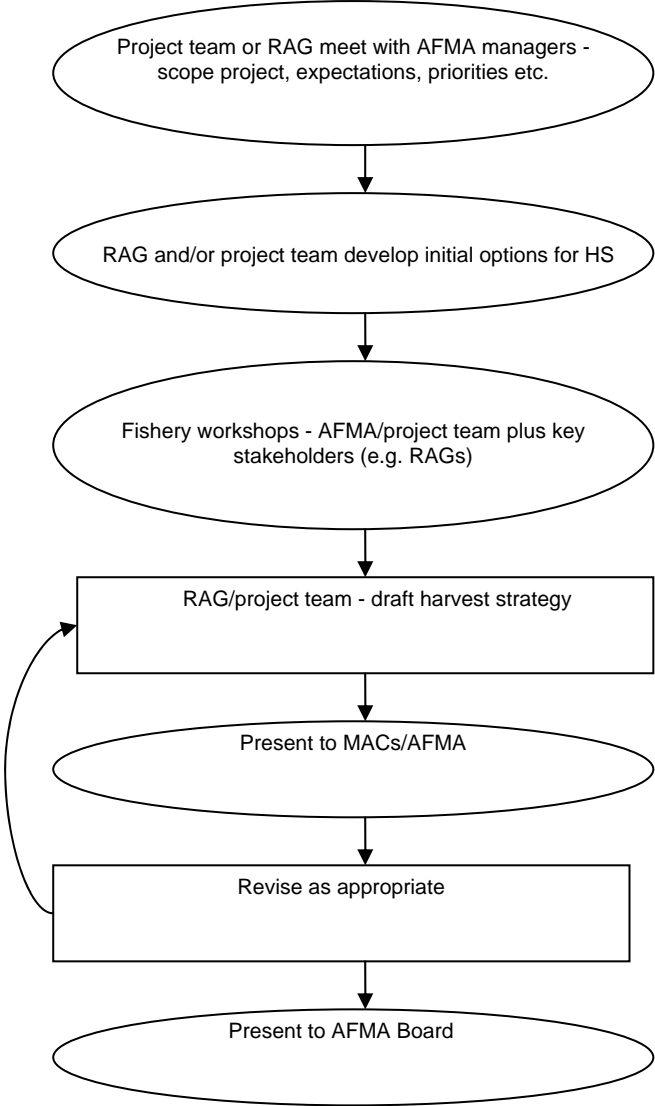 Project team or RAG meet with AFMA managers -
scope project, expectations, priorities etc.
RAG and/or project team develop initial options for HS
Fishery workshops - AFMA/project team plus key
stakeholders (e.g. RAGs)
RAG/project team - draft harvest strategy
Present to MACs/AFMA
Revise as appropriate
Present to AFMA Board